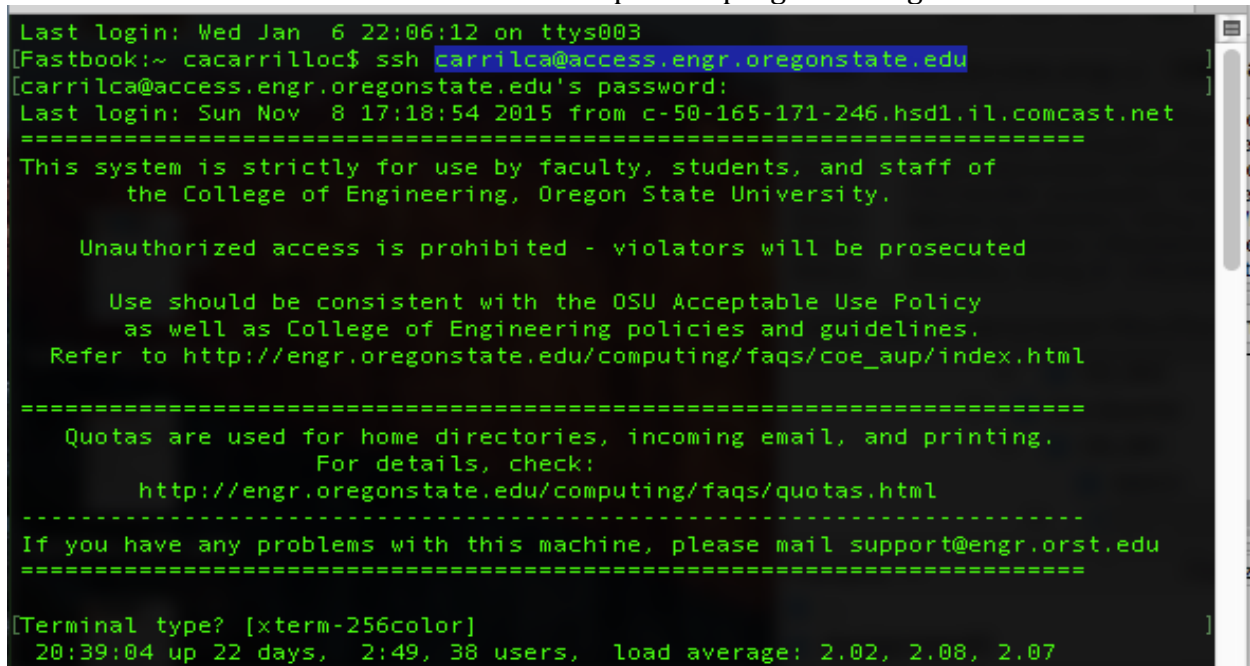 Last login: Wed Jan  6 22:06:12 on ttys003
[Fastbook:~ cacarrilloc$ ssh carrilca@access.engr.oregonstate.edu ]
[carrilca@access.engr.oregonstate.edu's password: ]
Last login: Sun Nov  8 17:18:54 2015 from c-50-165-171-246.hsd1.il.comcast.net
========================================================================
This system is strictly for use by faculty, students, and staff of
the College of Engineering, Oregon State University.
Unauthorized access is prohibited - violators will be prosecuted
Use should be consistent with the OSU Acceptable Use Policy
as well as College of Engineering policies and guidelines.
Refer to http://engr.oregonstate.edu/computing/faqs/coe_aup/index.html
========================================================================
Quotas are used for home directories, incoming email, and printing.
For details, check:
http://engr.oregonstate.edu/computing/faqs/quotas.html
------------------------------------------------------------------------
If you have any problems with this machine, please mail support@engr.orst.edu
========================================================================
[Terminal type? [xterm-256color] ]
20:39:04 up 22 days,  2:49, 38 users,  load average: 2.02, 2.08, 2.07